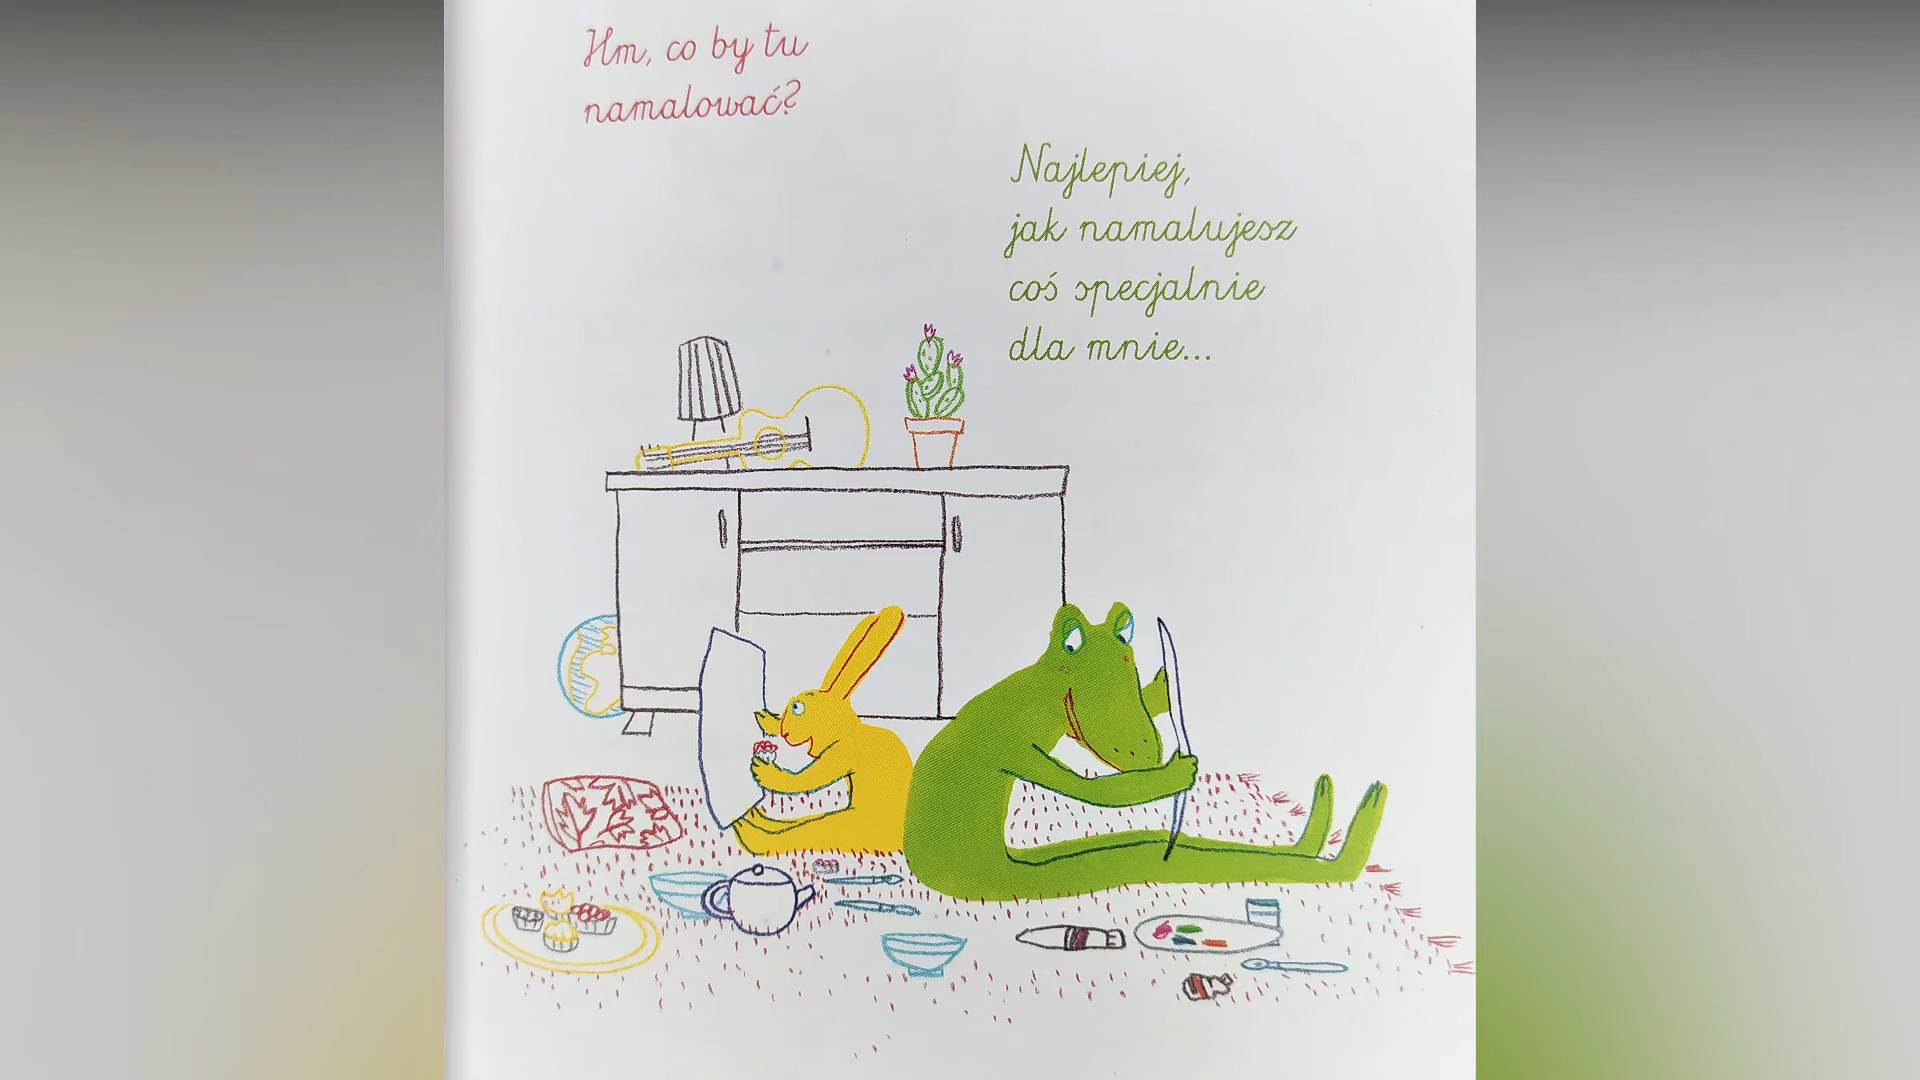 Hm, co by tu
namalować?
Najlepiej,
jak namalujesz
coś specjalnie
dla mnie...